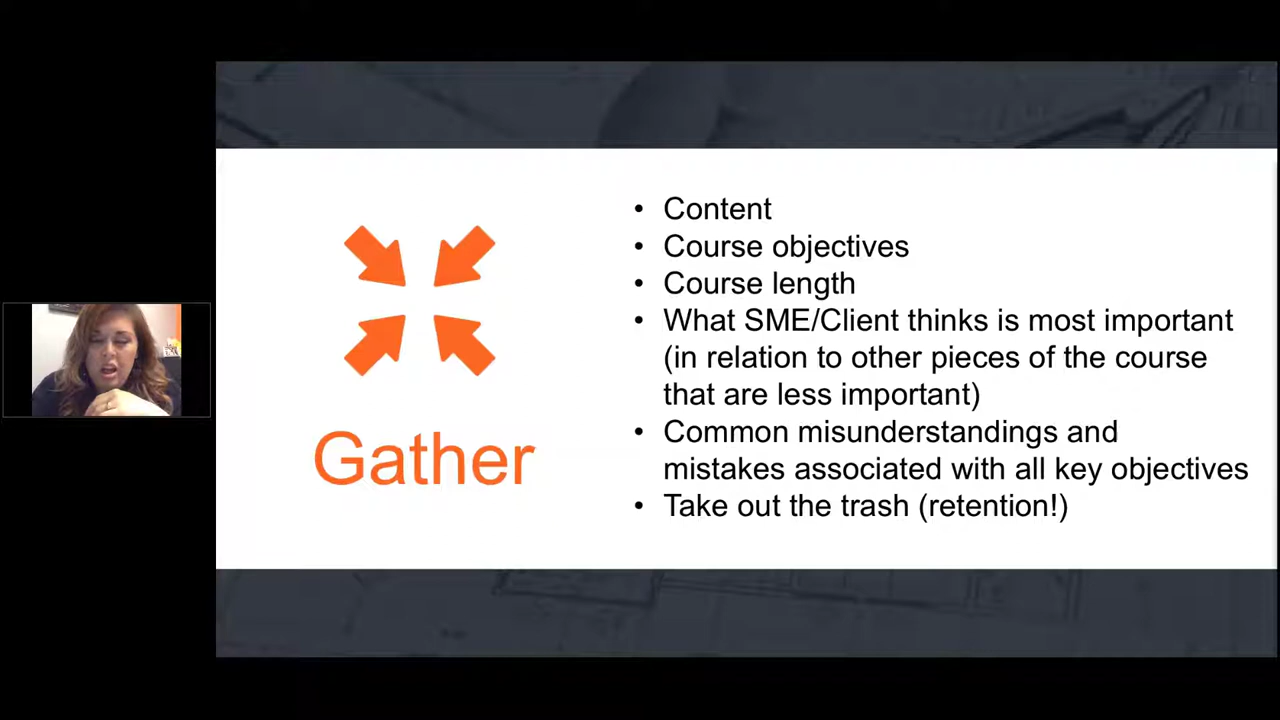 Gather
• Content
• Course objectives
• Course length
• What SME/Client thinks is most important
(in relation to other pieces of the course
that are less important)
• Common misunderstandings and
mistakes associated with all key objectives
• Take out the trash (retention!)